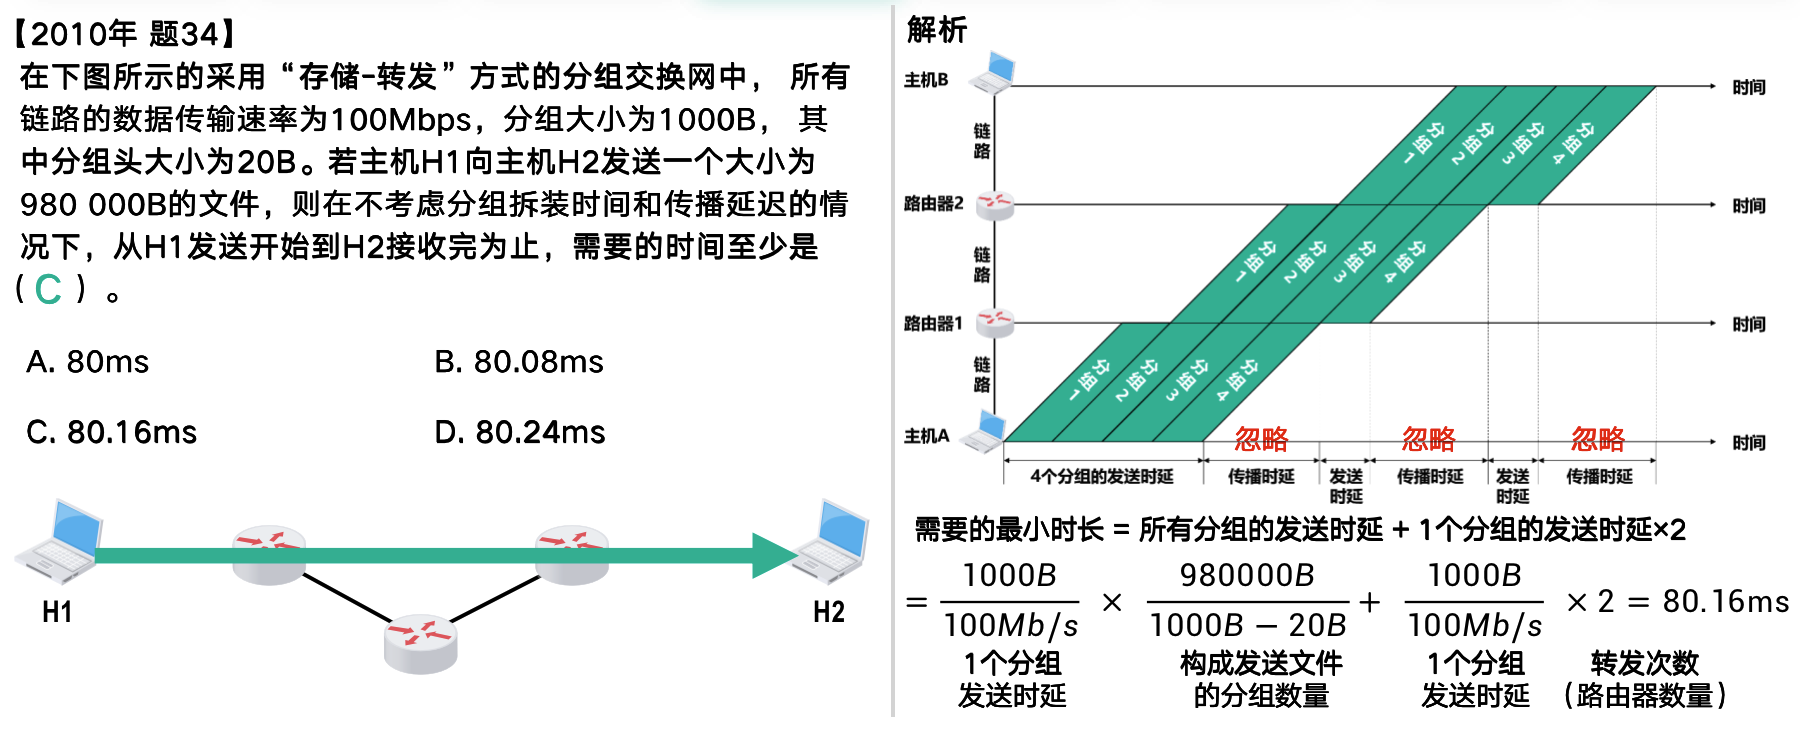 【2010年 题34】
在下图所示的采用“存储-转发”方式的分组交换网中， 所有
链路的数据传输速率为100Mbps，分组大小为1000B， 其
中分组头大小为20B。若主机H1向主机H2发送一个大小为
980 000B的文件，则在不考虑分组拆装时间和传播延迟的情
况下，从H1发送开始到H2接收完为止，需要的时间至少是
（ C ）。
A. 80ms
B. 80.08ms
C. 80.16ms
D. 80.24ms
H1
H2
解析
主机B
时间
链路
分组1
分组2
分组3
分组4
路由器2
时间
链路
分组1
分组2
分组3
分组4
路由器1
时间
链路
分组1
分组2
分组3
分组4
主机A
忽略
忽略
忽略
时间
4个分组的发送时延
传播时延
发送时延
传播时延
发送时延
传播时延
需要的最小时长 = 所有分组的发送时延 + 1个分组的发送时延×2
= 1000B/100Mb/s × 980000B/1000B − 20B + 1000B/100Mb/s × 2 = 80.16ms
1个分组
发送时延
构成发送文件
的分组数量
1个分组
发送时延
转发次数
（路由器数量）